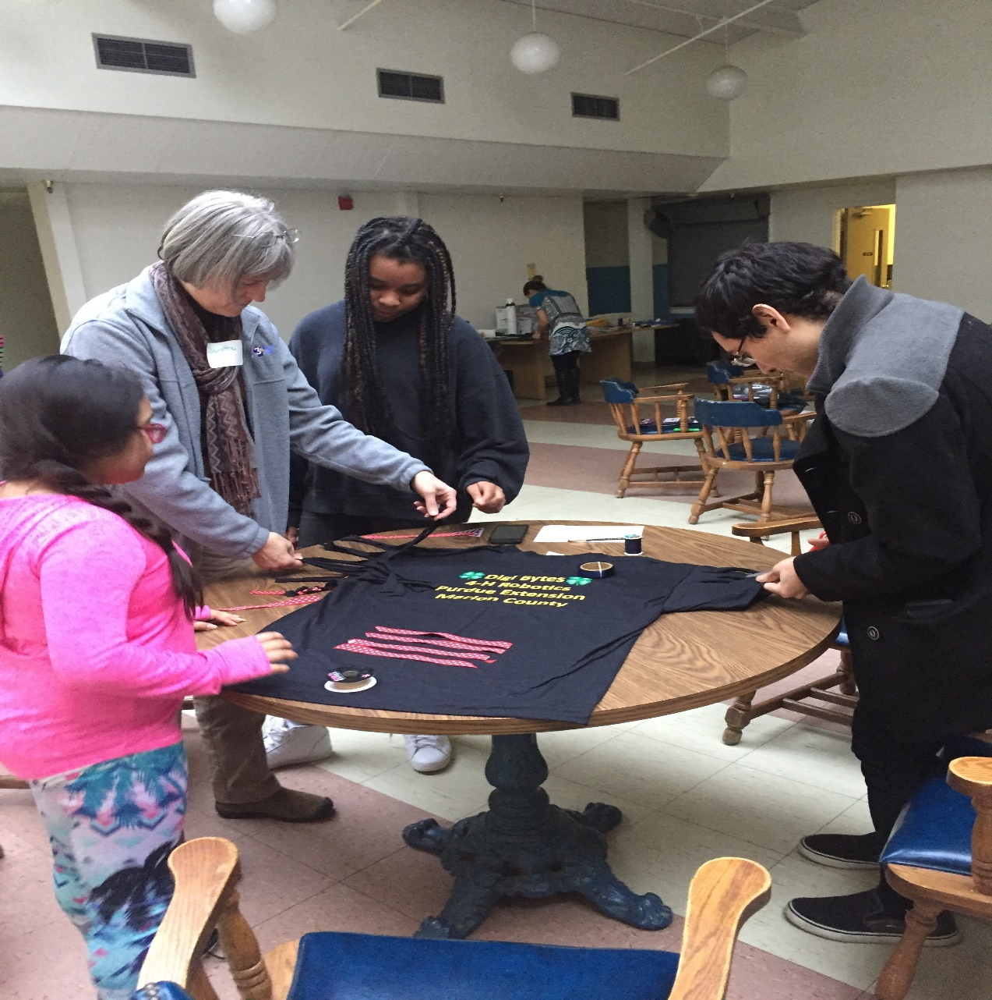 Digi Bytes
4-H Robotics
Purdue Extension
Marion County